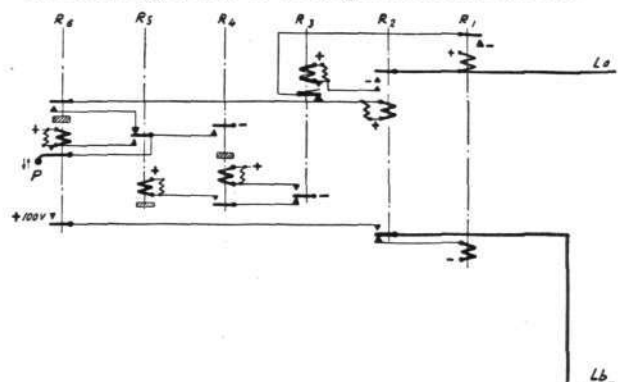 R6 R5 R4 R3 R2 R1
+ -
- La
+ -
+
+ P
+ +
-
+100V
-
Lb